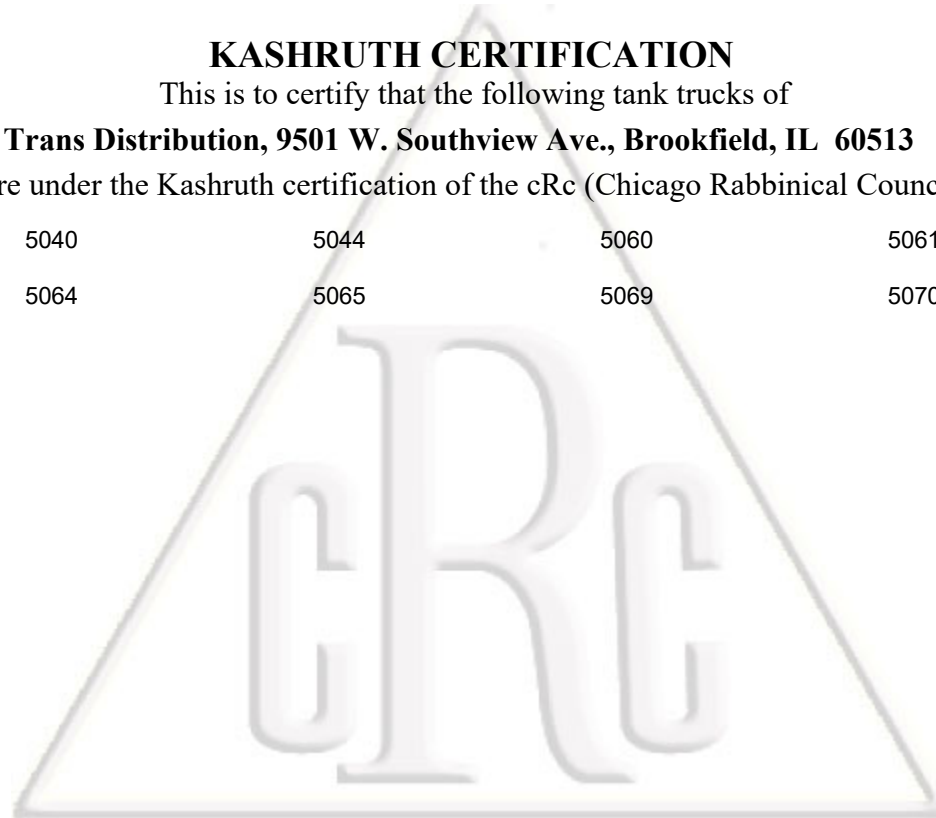 KASHRUTH CERTIFICATION
This is to certify that the following tank trucks of
Trans Distribution, 9501 W. Southview Ave., Brookfield, IL 60513
under the Kashruth certification of the cRc (Chicago Rabbinical
5040 5044 5060 5061
5064 5065 5069 5070
cRc